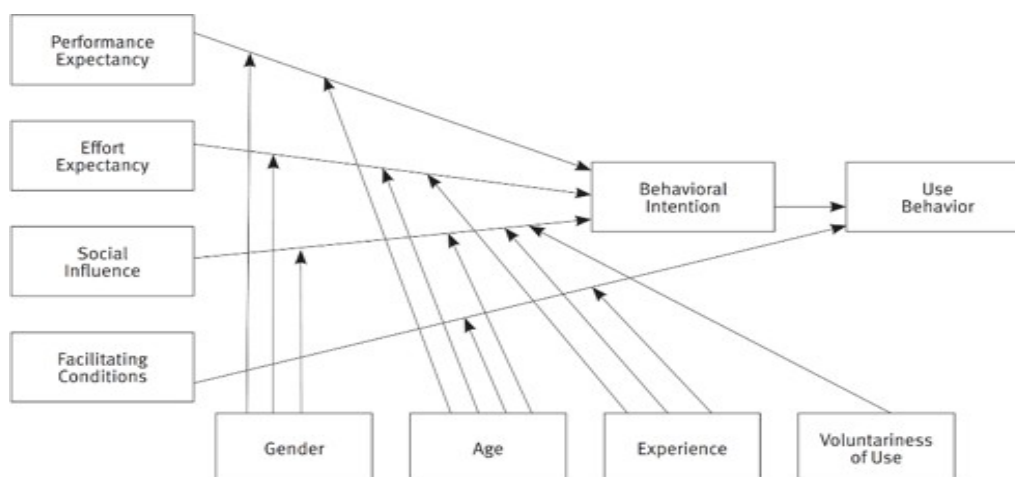 Performance
Expectancy
Effort
Expectancy
Social
Influence
Facilitating
Conditions
Behavioral
Intention
Use
Behavior
Gender
Age
Experience
Voluntariness
of Use